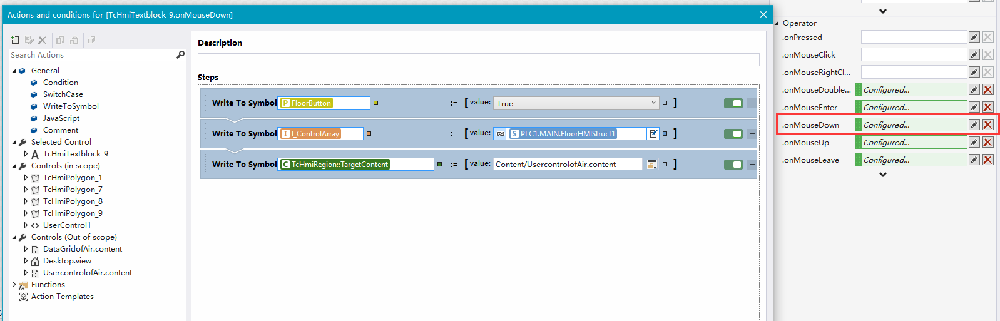 Actions and conditions for [TcHmiTextblock_9.onMouseDown]
Search Actions
General
Condition
SwitchCase
WriteToSymbol
JavaScript
Comment
Selected Control
TcHmiTextblock_9
Controls (in scope)
TcHmiPolygon_1
TcHmiPolygon_7
TcHmiPolygon_8
TcHmiPolygon_9
UserControl1
Controls (Out of scope)
DataGridofAir.content
Desktop.view
UsercontrolofAir.content
Functions
Action Templates
Description
Steps
Write To Symbol P FloorButton := [ value: True ]
Write To Symbol I I_ControlArray := [ value: S PLC1.MAIN.FloorHMIStruct1 ]
Write To Symbol C TcHmiRegion::TargetContent := [ value: Content/UsercontrolofAir.content ]
Operator
.onPressed
.onMouseClick
.onMouseRightCl...
.onMouseDouble... Configured...
.onMouseEnter Configured...
.onMouseDown Configured...
.onMouseUp Configured...
.onMouseLeave Configured...